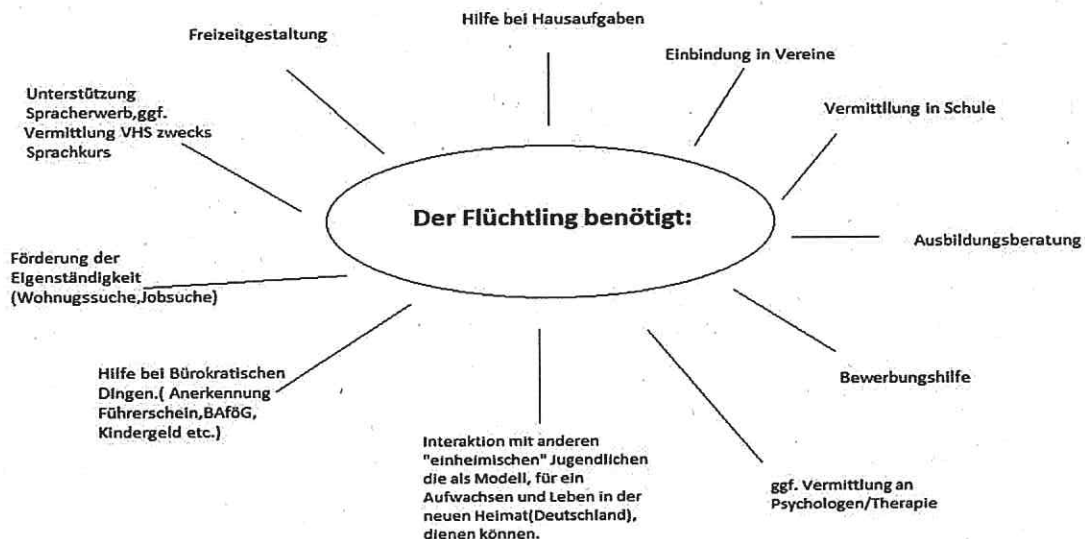 Hilfe bei Hausaufgaben
Freizeitgestaltung
Einbindung in Vereine
Unterstützung
Spracherwerb,ggf.
Vermittlung VHS zwecks
Sprachkurs
Vermittllung in Schule
Der Flüchtling benötigt:
Ausbildungsberatung
Förderung der
Eigenständigkeit
(Wohnugssuche,Jobsuche)
Hilfe bei Bürokratischen
Dingen.( Anerkennung
Führerschein,BAföG,
Kindergeld etc.)
Bewerbungshilfe
Interaktion mit anderen
"einheimischen" Jugendlichen
die als Modell, für ein
Aufwachsen und Leben in der
neuen Heimat(Deutschland),
dienen können.
ggf. Vermittlung an
Psychologen/Therapie